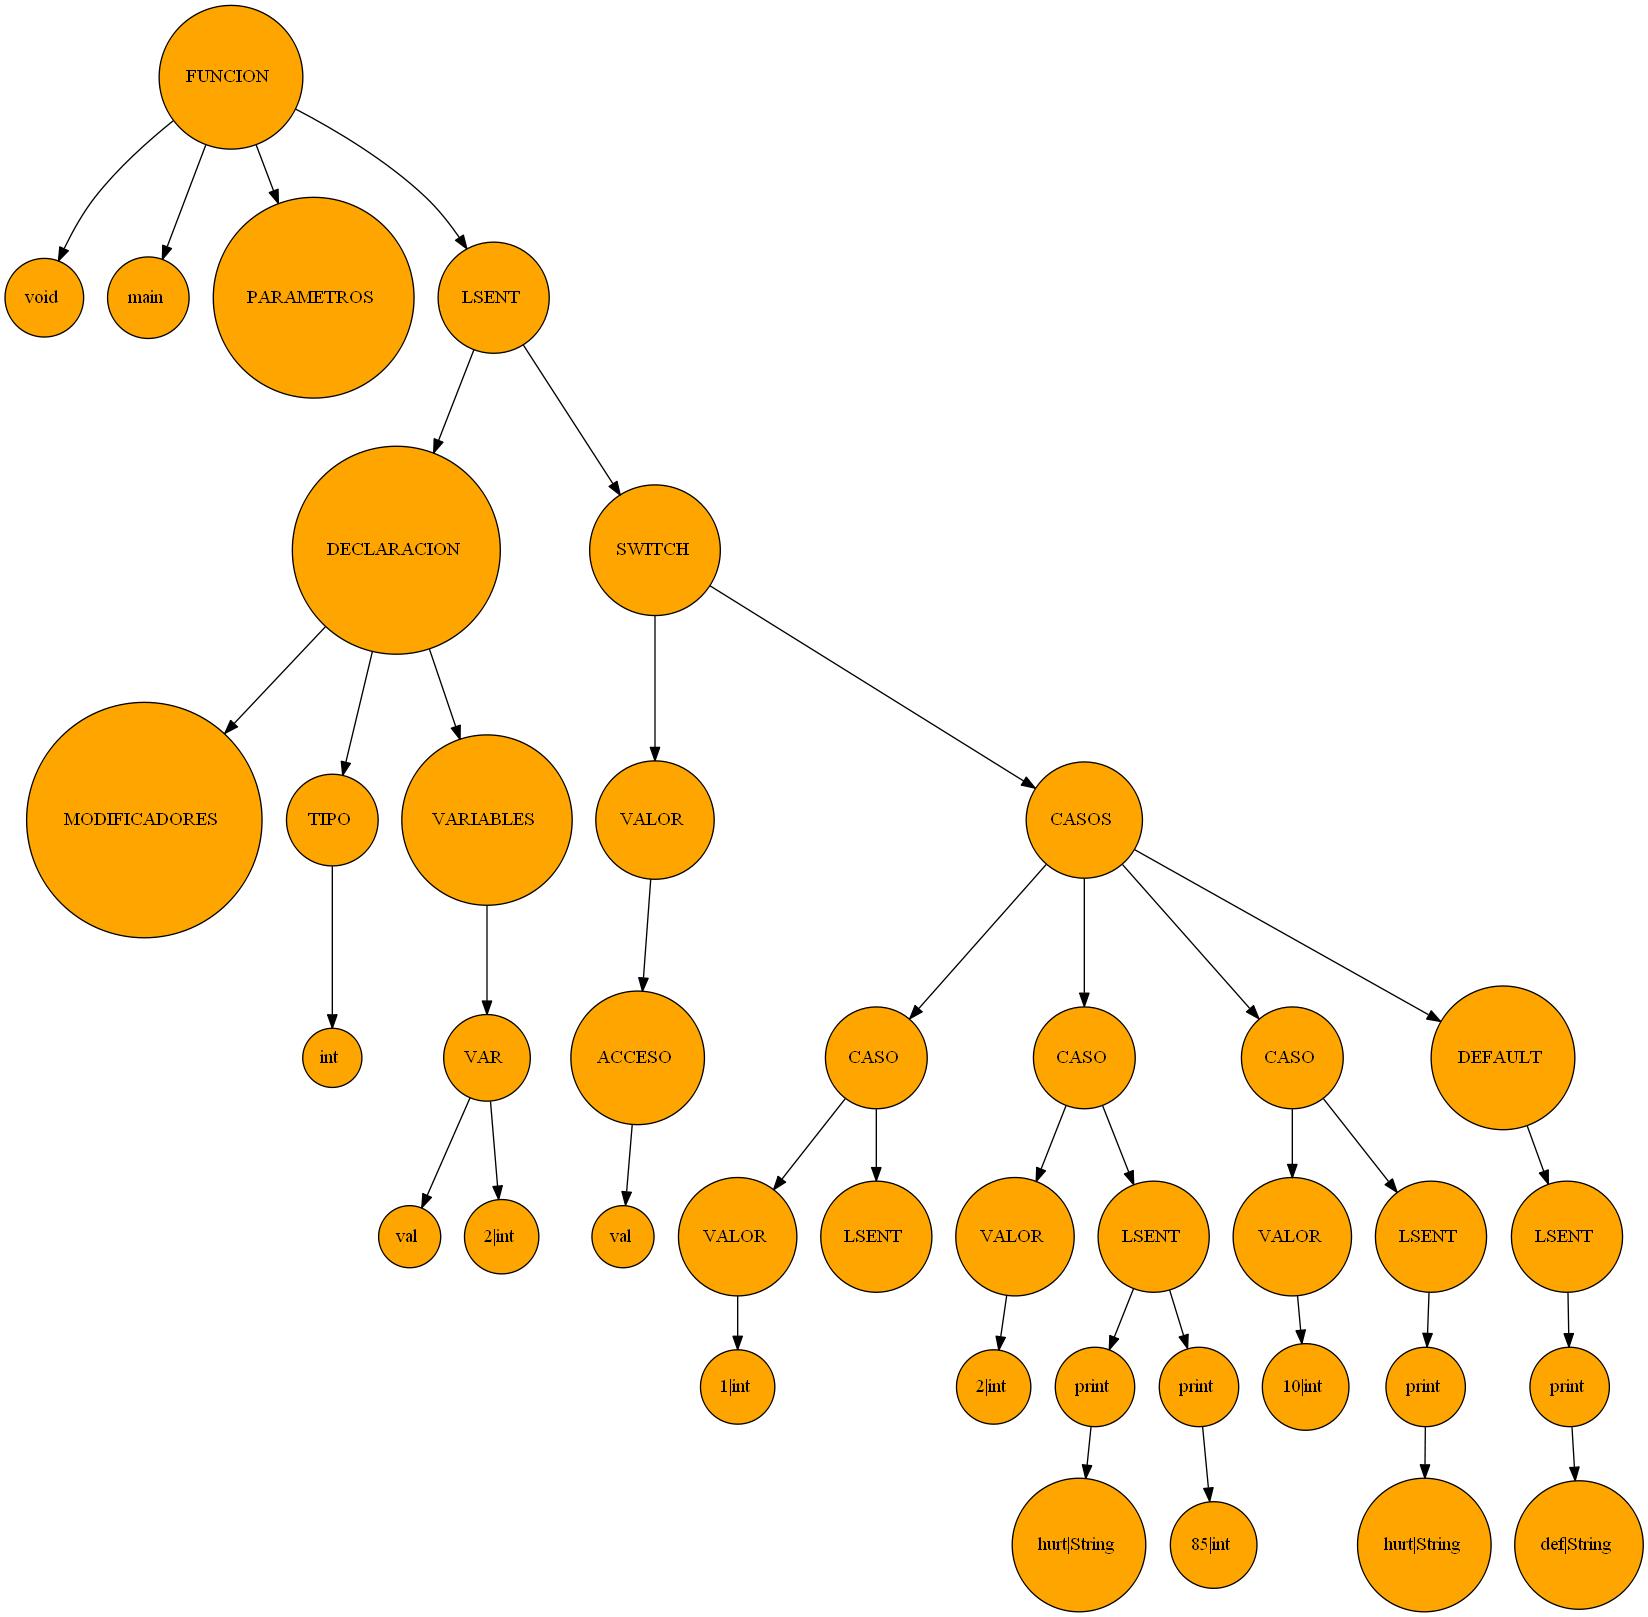 FUNCION
void
main
PARAMETROS
LSENT
DECLARACION
SWITCH
MODIFICADORES
TIPO
VARIABLES
VALOR
CASOS
int
VAR
ACCESO
CASO
CASO
CASO
DEFAULT
val
2|int
val
VALOR
LSENT
VALOR
LSENT
VALOR
LSENT
LSENT
1|int
2|int
print
print
10|int
print
print
hurt|String
85|int
hurt|String
def|String